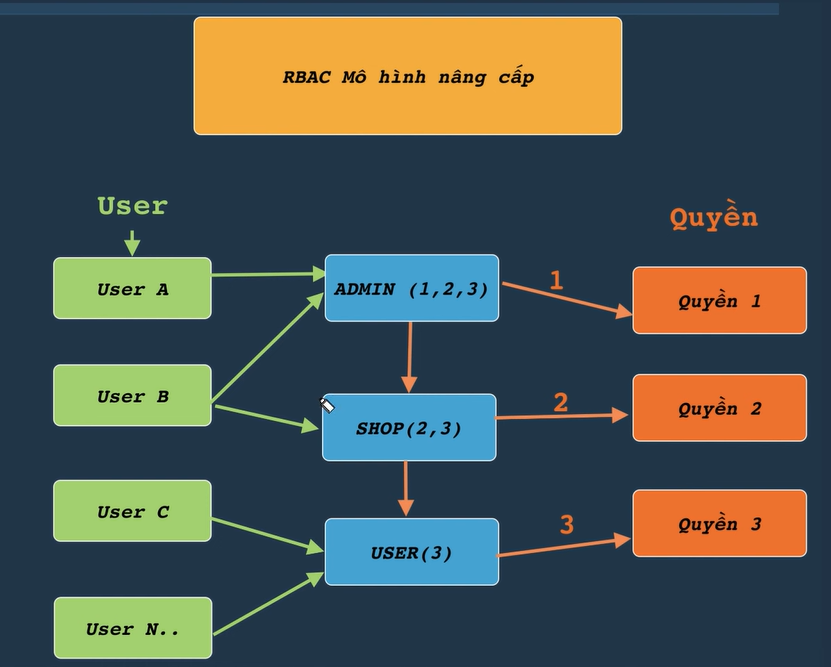 RBAC Mô hình nâng cấp
User
Quyền
User A
ADMIN (1,2,3)
1
Quyền 1
User B
SHOP(2,3)
2
Quyền 2
User C
USER(3)
3
Quyền 3
User N..